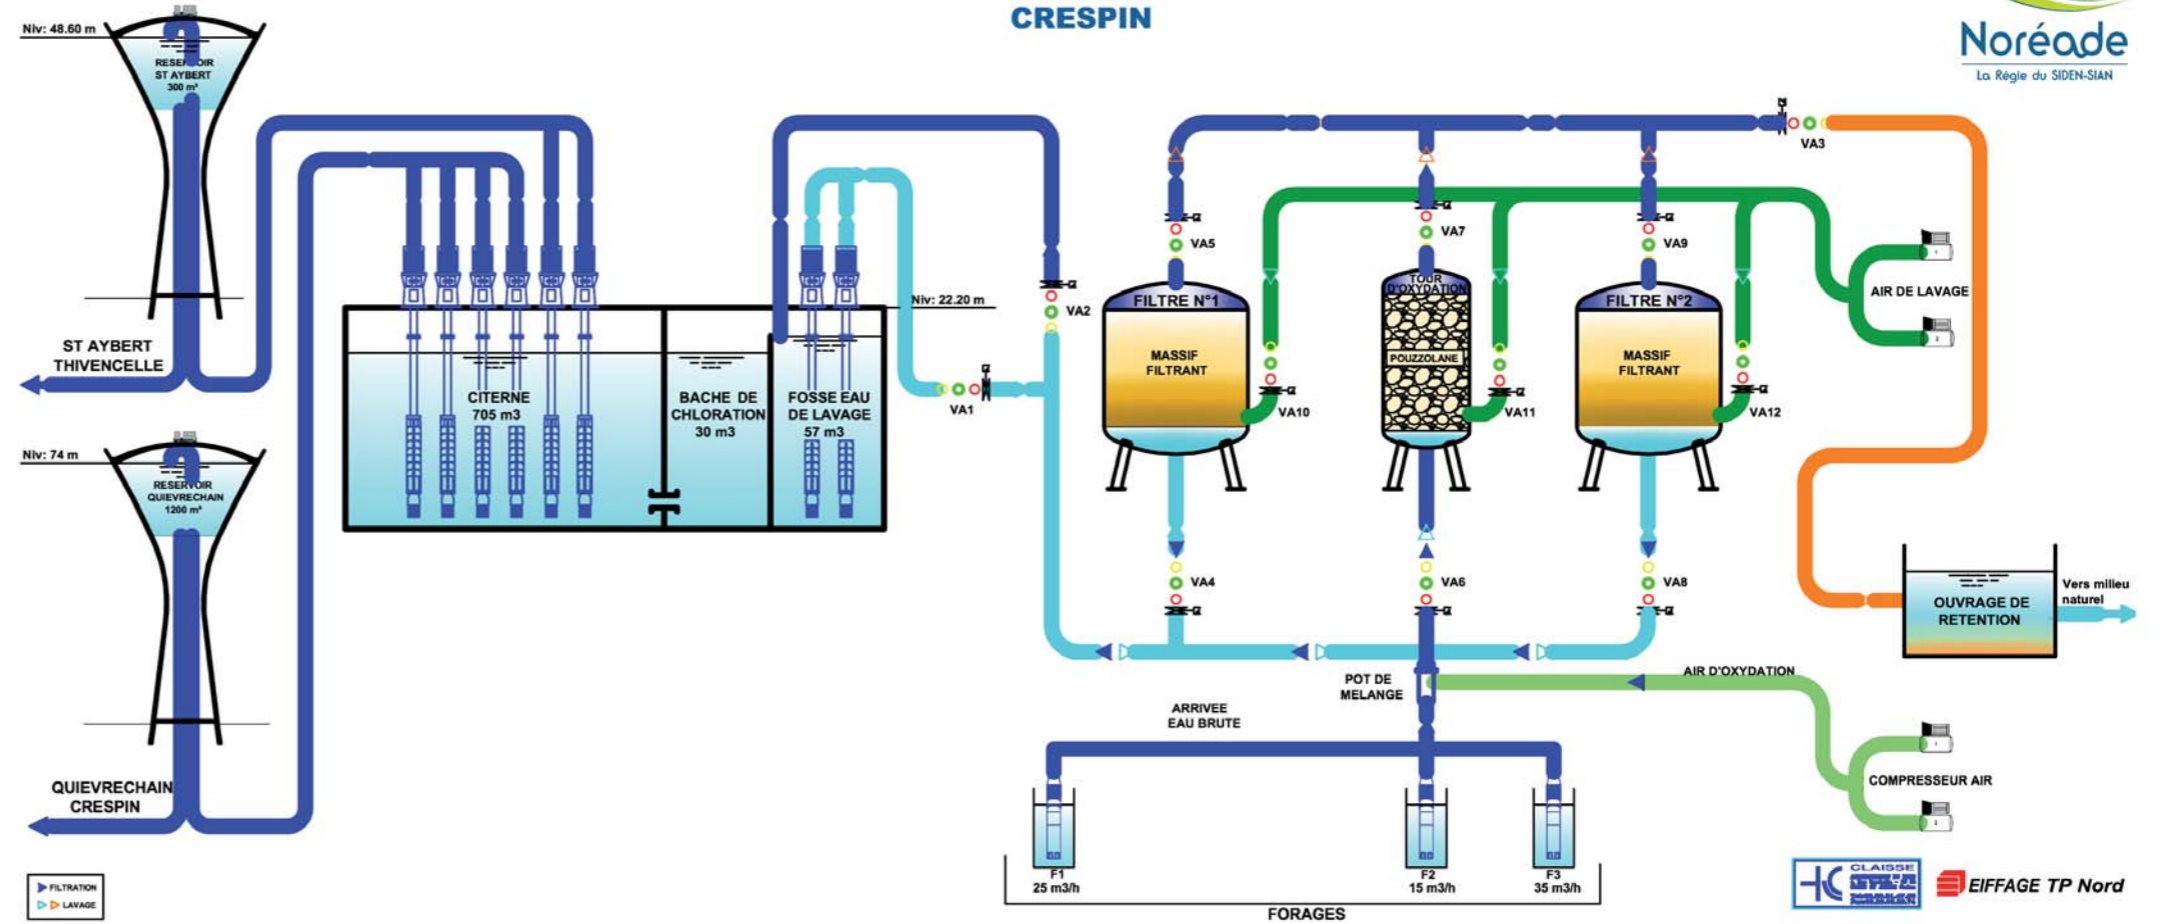 CRESPIN
Noréade
La Régie du SIDEN-SIAN
Niv: 48.60 m
RESERVOIR
ST AYBERT
300 m³
ST AYBERT
THIVENCELLE
Niv: 74 m
RESERVOIR
QUIEVRECHAIN
1200 m³
QUIEVRECHAIN
CRESPIN
CITERNE
705 m3
BACHE DE
CHLORATION
30 m3
FOSSE EAU
DE LAVAGE
57 m3
Niv: 22.20 m
VA1
VA2
VA3
VA5
VA7
VA9
FILTRE N°1
MASSIF
FILTRANT
TOUR
D'OXYDATION
POUZZOLANE
FILTRE N°2
MASSIF
FILTRANT
AIR DE LAVAGE
1
2
VA10
VA11
VA12
VA4
VA6
VA8
OUVRAGE DE
RETENTION
Vers milieu
naturel
POT DE
MELANGE
AIR D'OXYDATION
ARRIVEE
EAU BRUTE
COMPRESSEUR AIR
1
2
F1
25 m3/h
F2
15 m3/h
F3
35 m3/h
FORAGES
FILTRATION
LAVAGE
CLAISSE
EIFFAGE TP Nord